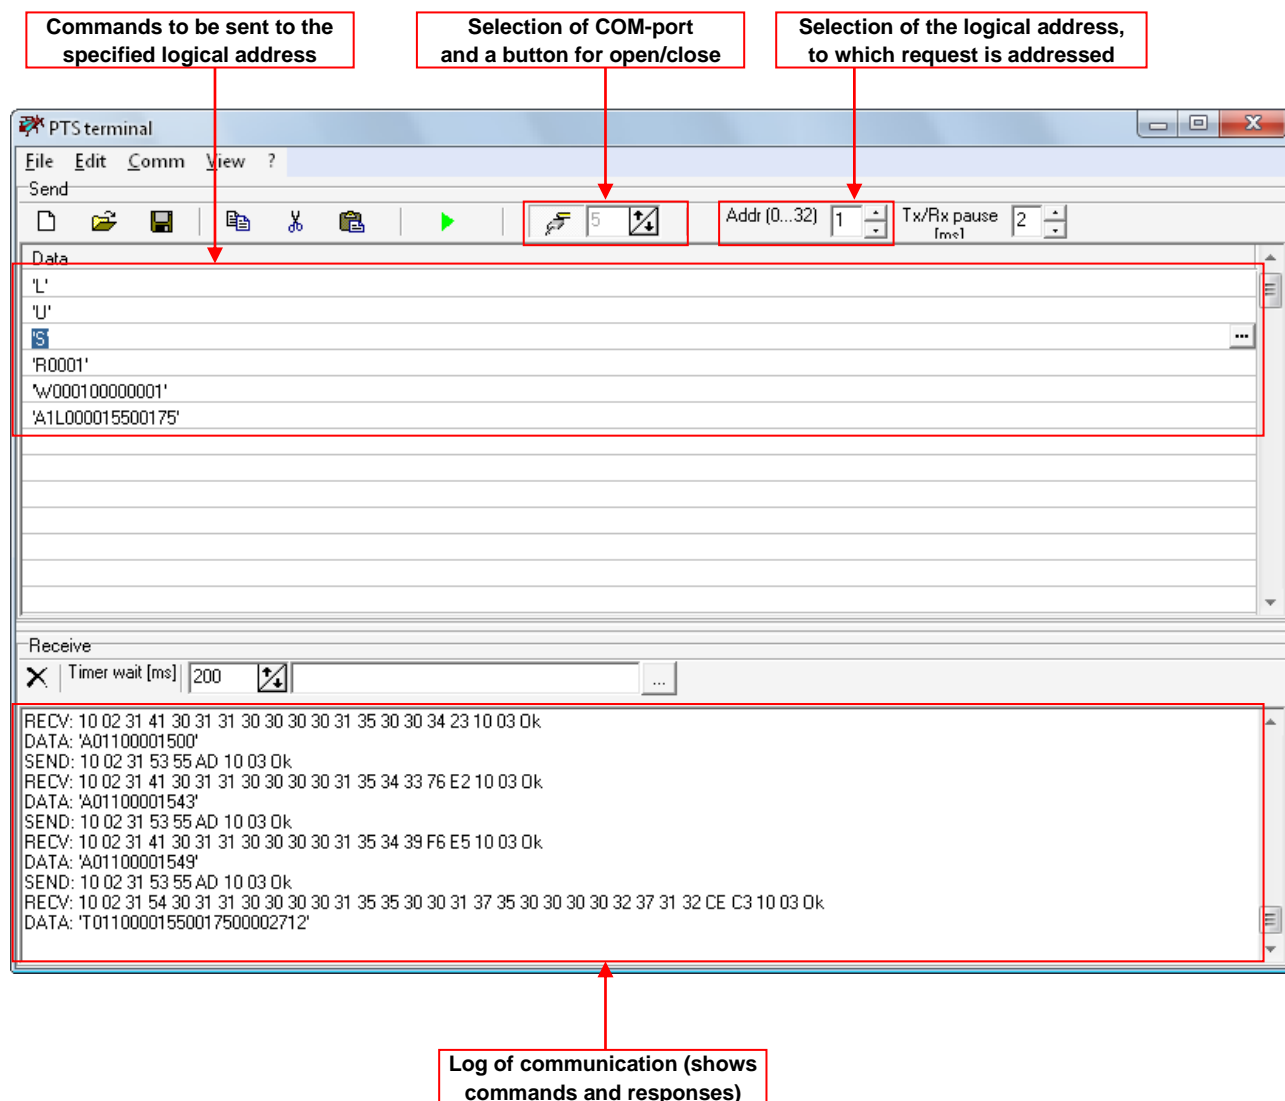 Commands to be sent to the
specified logical address
Selection of COM-port
and a button for open/close
Selection of the logical address,
to which request is addressed
PTS terminal
File Edit Comm View ?
Send
5 Addr (0...32) 1 Tx/Rx pause [ms] 2
Data
'L'
'U'
'S'
...
'R0001'
'W000100000001'
'A1L000015500175'
Receive
Timer wait [ms] 200 ...
RECV: 10 02 31 41 30 31 31 30 30 30 30 31 35 30 30 34 23 10 03 Ok
DATA: 'A01100001500'
SEND: 10 02 31 53 55 AD 10 03 Ok
RECV: 10 02 31 41 30 31 31 30 30 30 30 31 35 34 33 76 E2 10 03 Ok
DATA: 'A01100001543'
SEND: 10 02 31 53 55 AD 10 03 Ok
RECV: 10 02 31 41 30 31 31 30 30 30 30 31 35 34 39 F6 E5 10 03 Ok
DATA: 'A01100001549'
SEND: 10 02 31 53 55 AD 10 03 Ok
RECV: 10 02 31 54 30 31 31 30 30 30 30 31 35 35 30 30 31 37 35 30 30 30 30 32 37 31 32 CE C3 10 03 Ok
DATA: 'T01100001550017500002712'
Log of communication (shows
commands and responses)